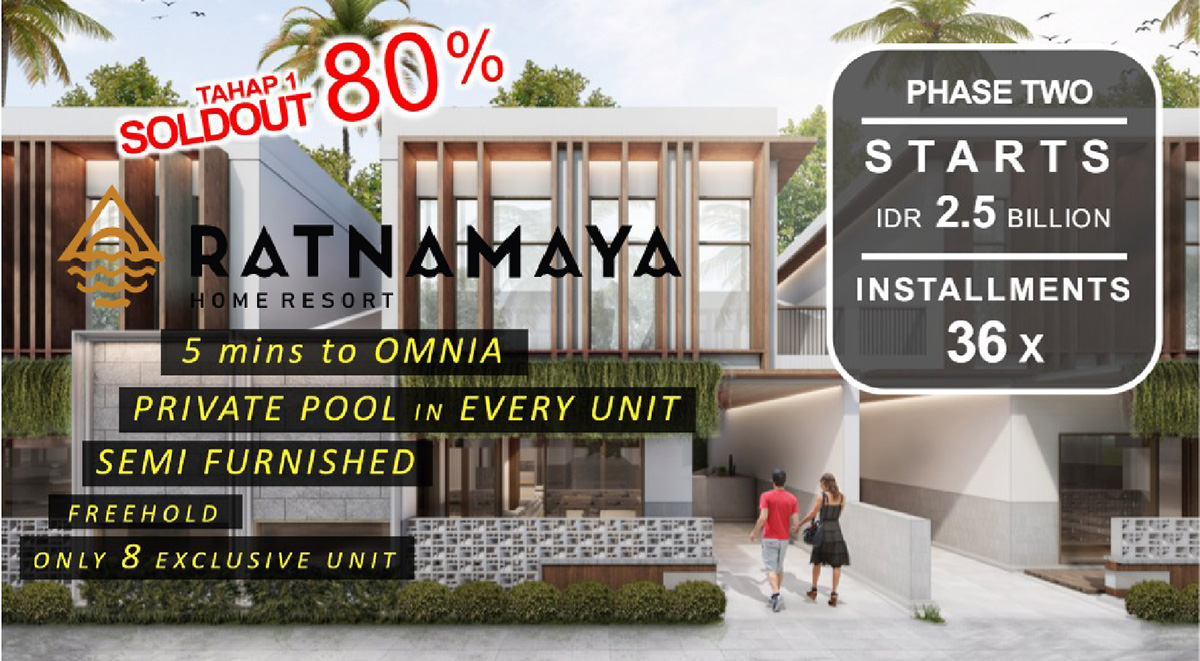 TAHAP 1
SOLDOUT 80%
RATNAMAYA
HOME RESORT
5 mins to OMNIA
PRIVATE POOL IN EVERY UNIT
SEMI FURNISHED
FREEHOLD
ONLY 8 EXCLUSIVE UNIT
PHASE TWO
STARTS
IDR 2.5 BILLION
INSTALLMENTS
36 x